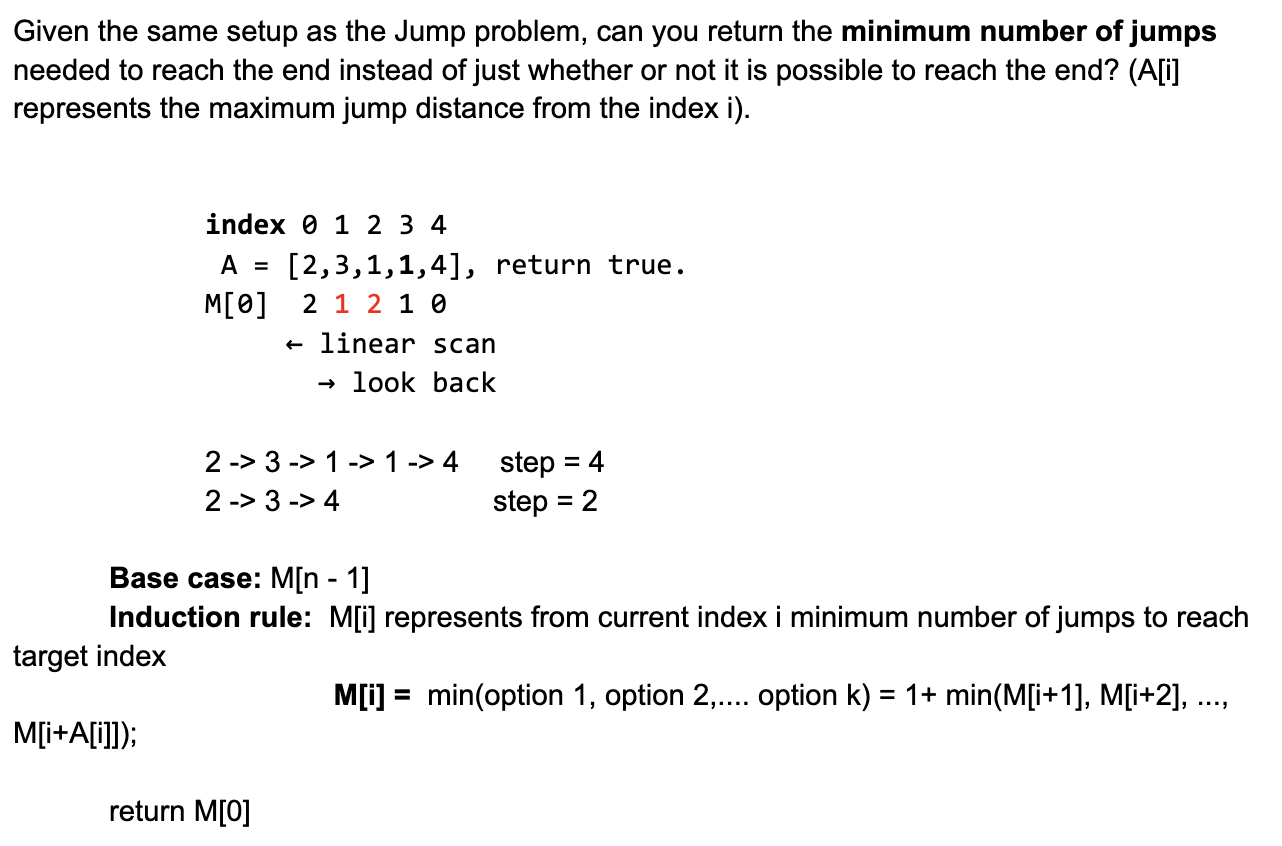 Given the same setup as the Jump problem, can you return the minimum number of jumps
needed to reach the end instead of just whether or not it is possible to reach the end? (A[i]
represents the maximum jump distance from the index i).
index 0 1 2 3 4
A = [2,3,1,1,4], return true.
M[0] 2 1 2 1 0
← linear scan
→ look back
2 -> 3 -> 1 -> 1 -> 4 step = 4
2 -> 3 -> 4 step = 2
Base case: M[n - 1]
Induction rule: M[i] represents from current index i minimum number of jumps to reach
target index
M[i] = min(option 1, option 2,.... option k) = 1+ min(M[i+1], M[i+2], ...,
M[i+A[i]]);
return M[0]